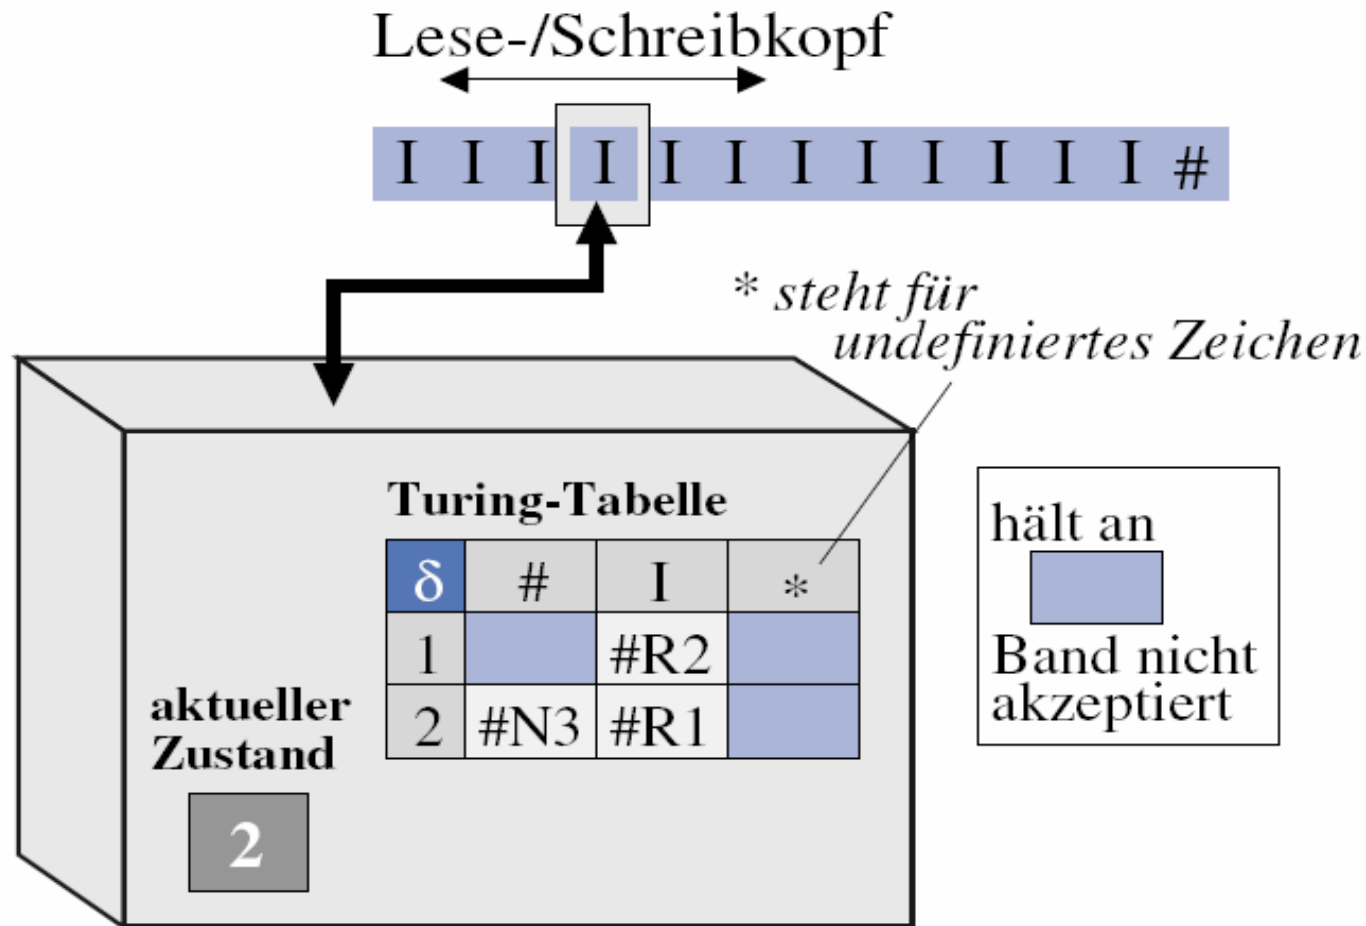 Lese-/Schreibkopf
I I I I I I I I I I I I #
* steht für
undefiniertes Zeichen
Turing-Tabelle
δ # I *
1 #R2
2 #N3 #R1
aktueller
Zustand
2
hält an
Band nicht
akzeptiert